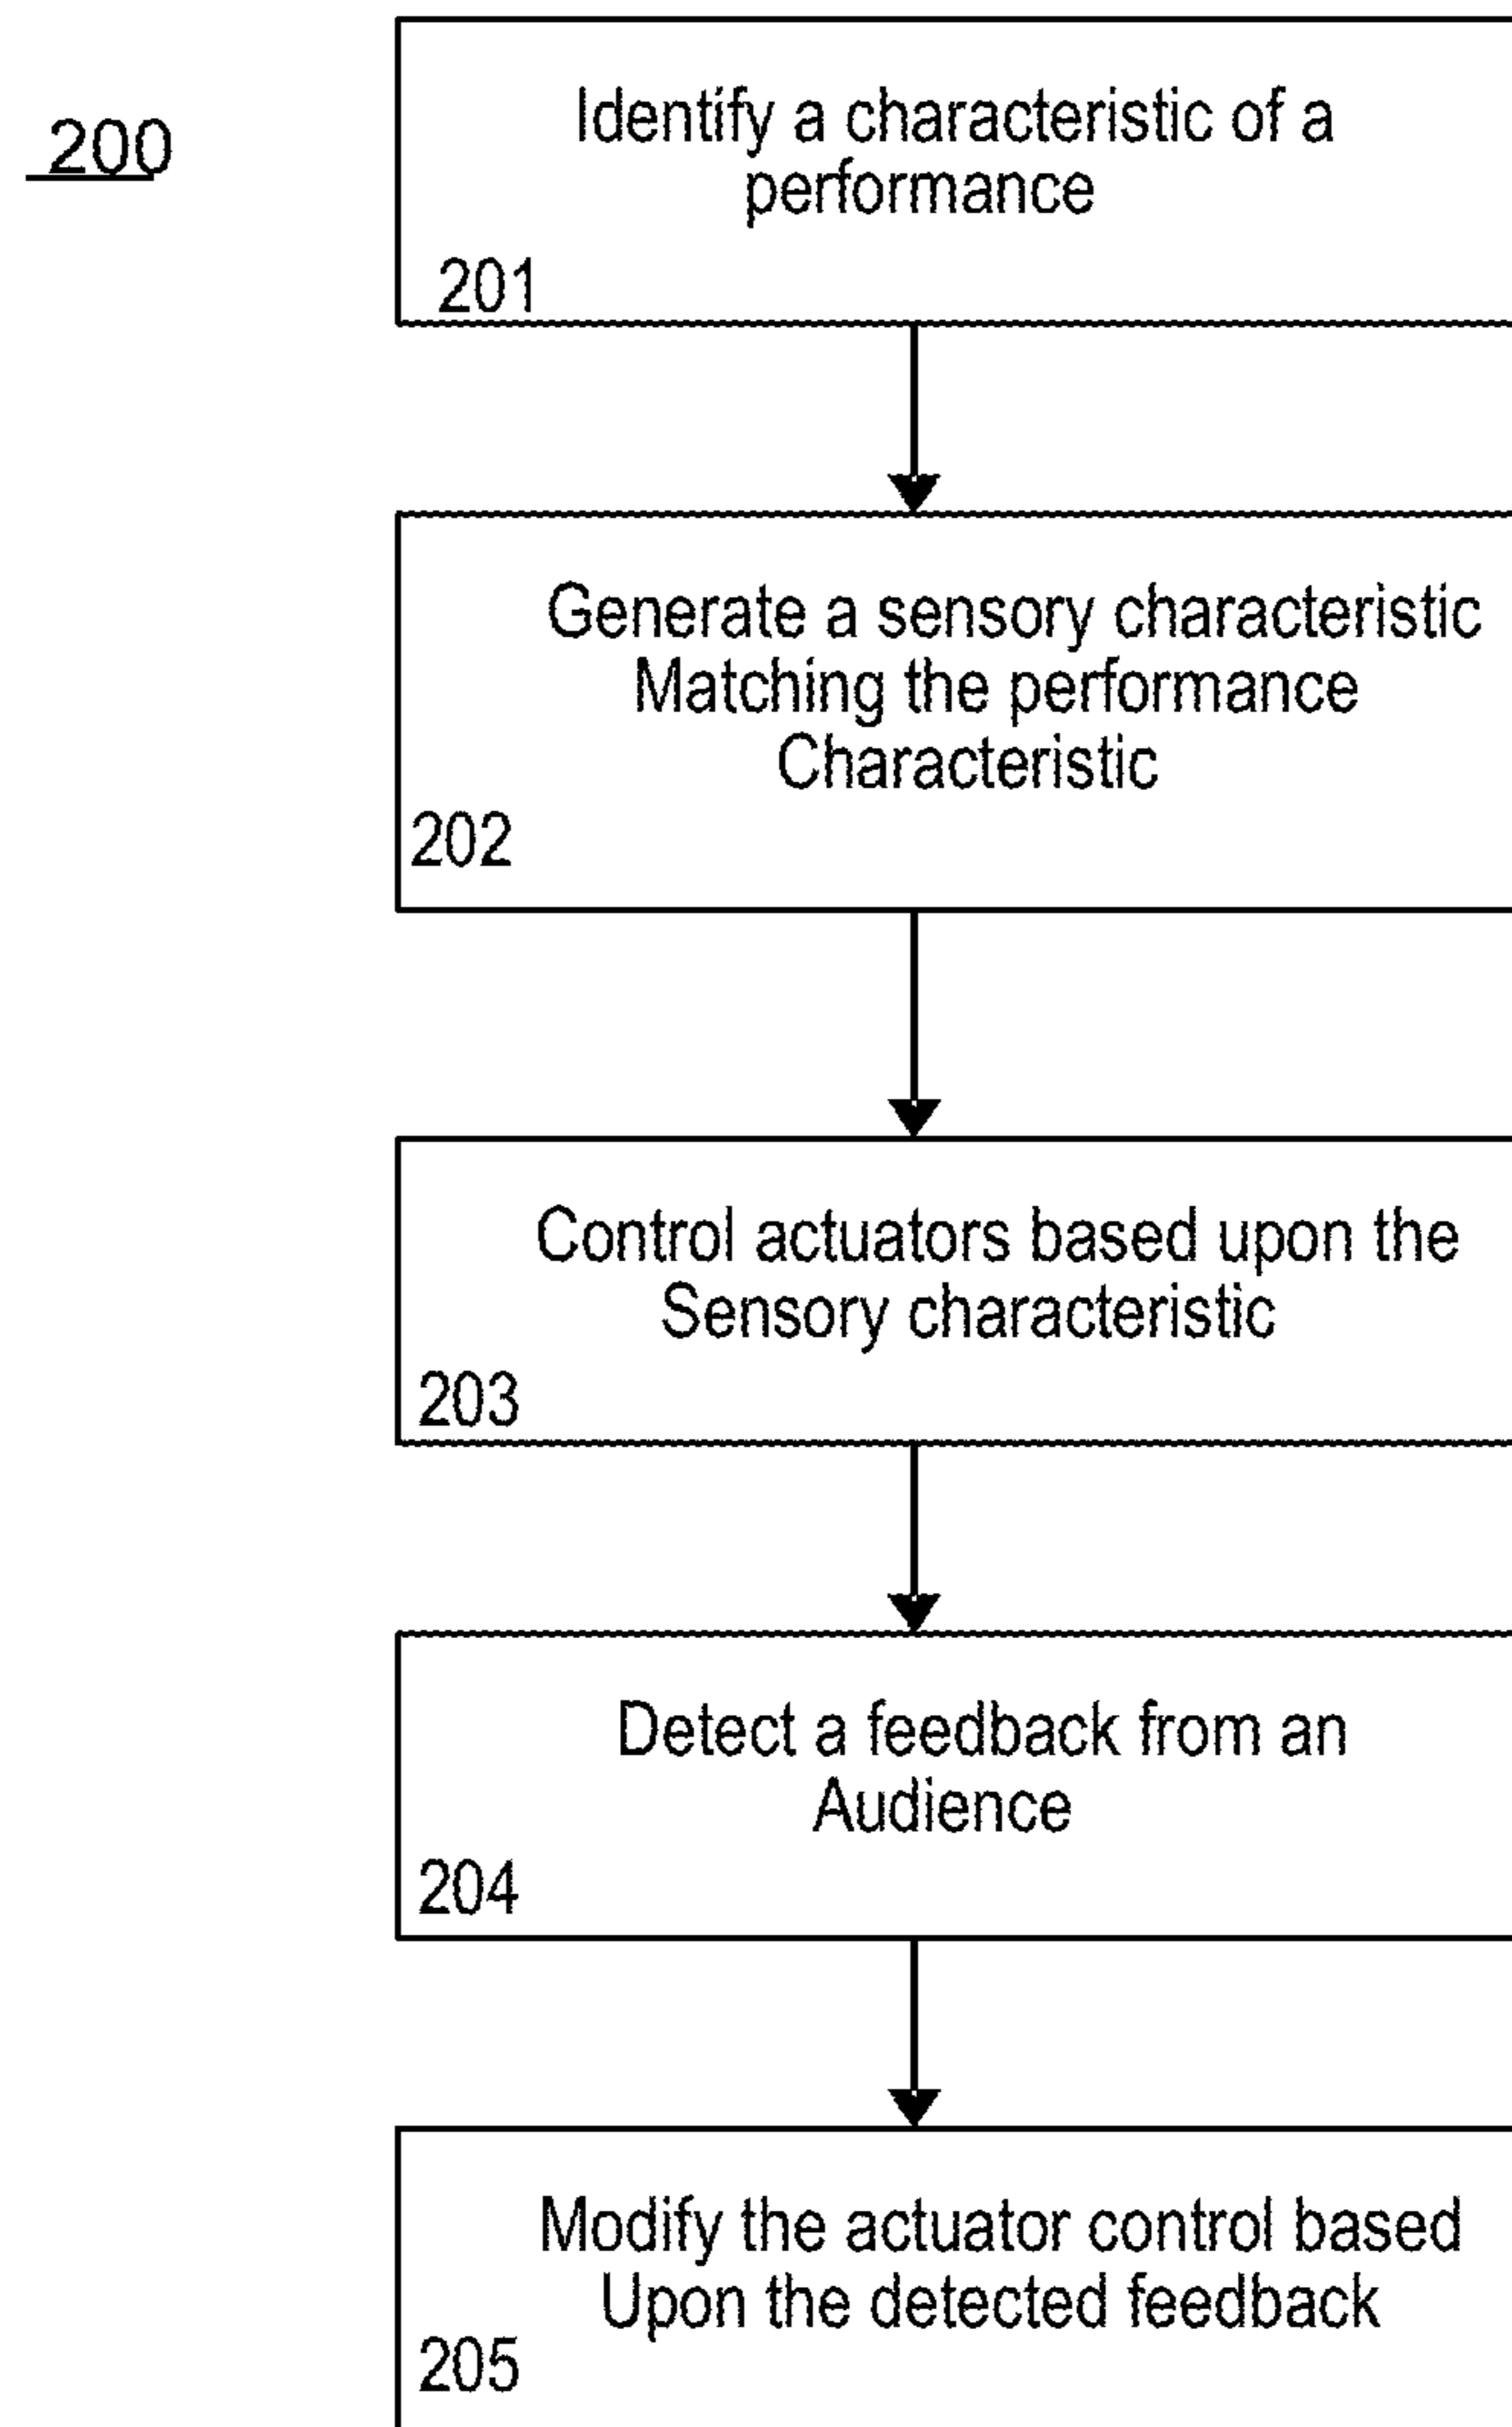 200
Identify a characteristic of a
performance
201
Generate a sensory characteristic
Matching the performance
Characteristic
202
Control actuators based upon the
Sensory characteristic
203
Detect a feedback from an
Audience
204
Modify the actuator control based
Upon the detected feedback
205